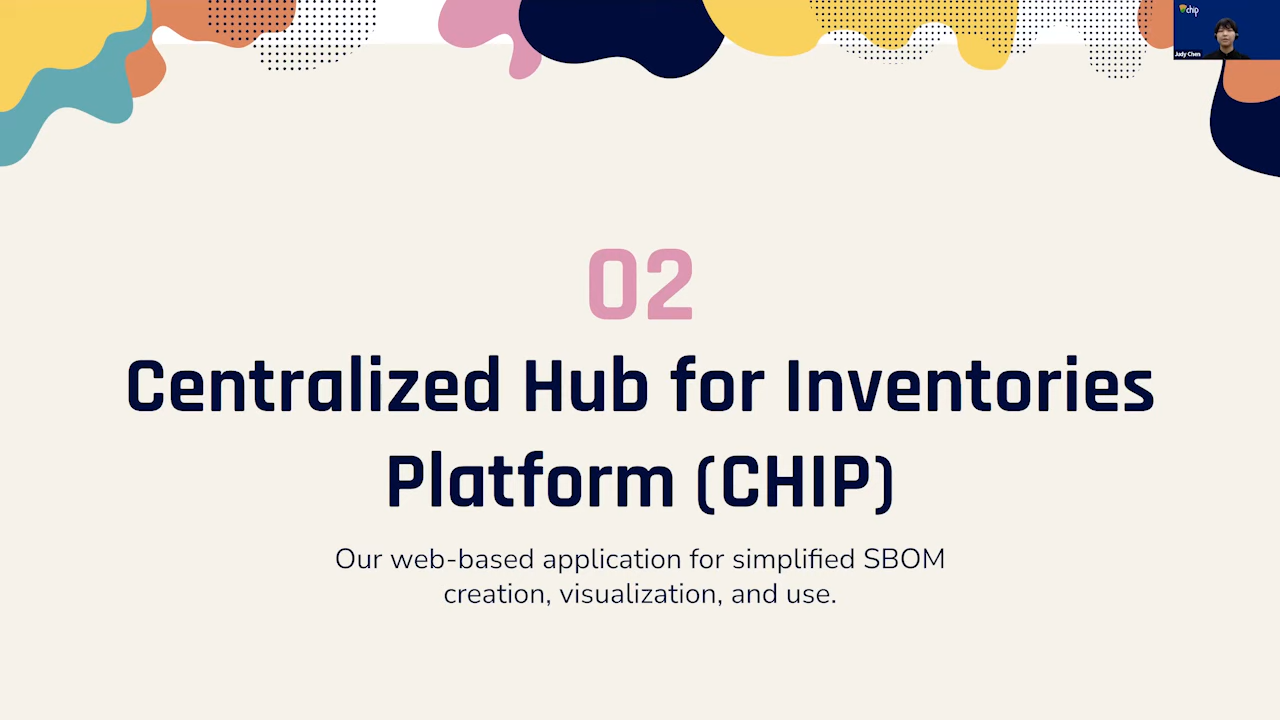 chip
Judy Chen
02
Centralized Hub for Inventories
Platform (CHIP)
Our web-based application for simplified SBOM
creation, visualization, and use.